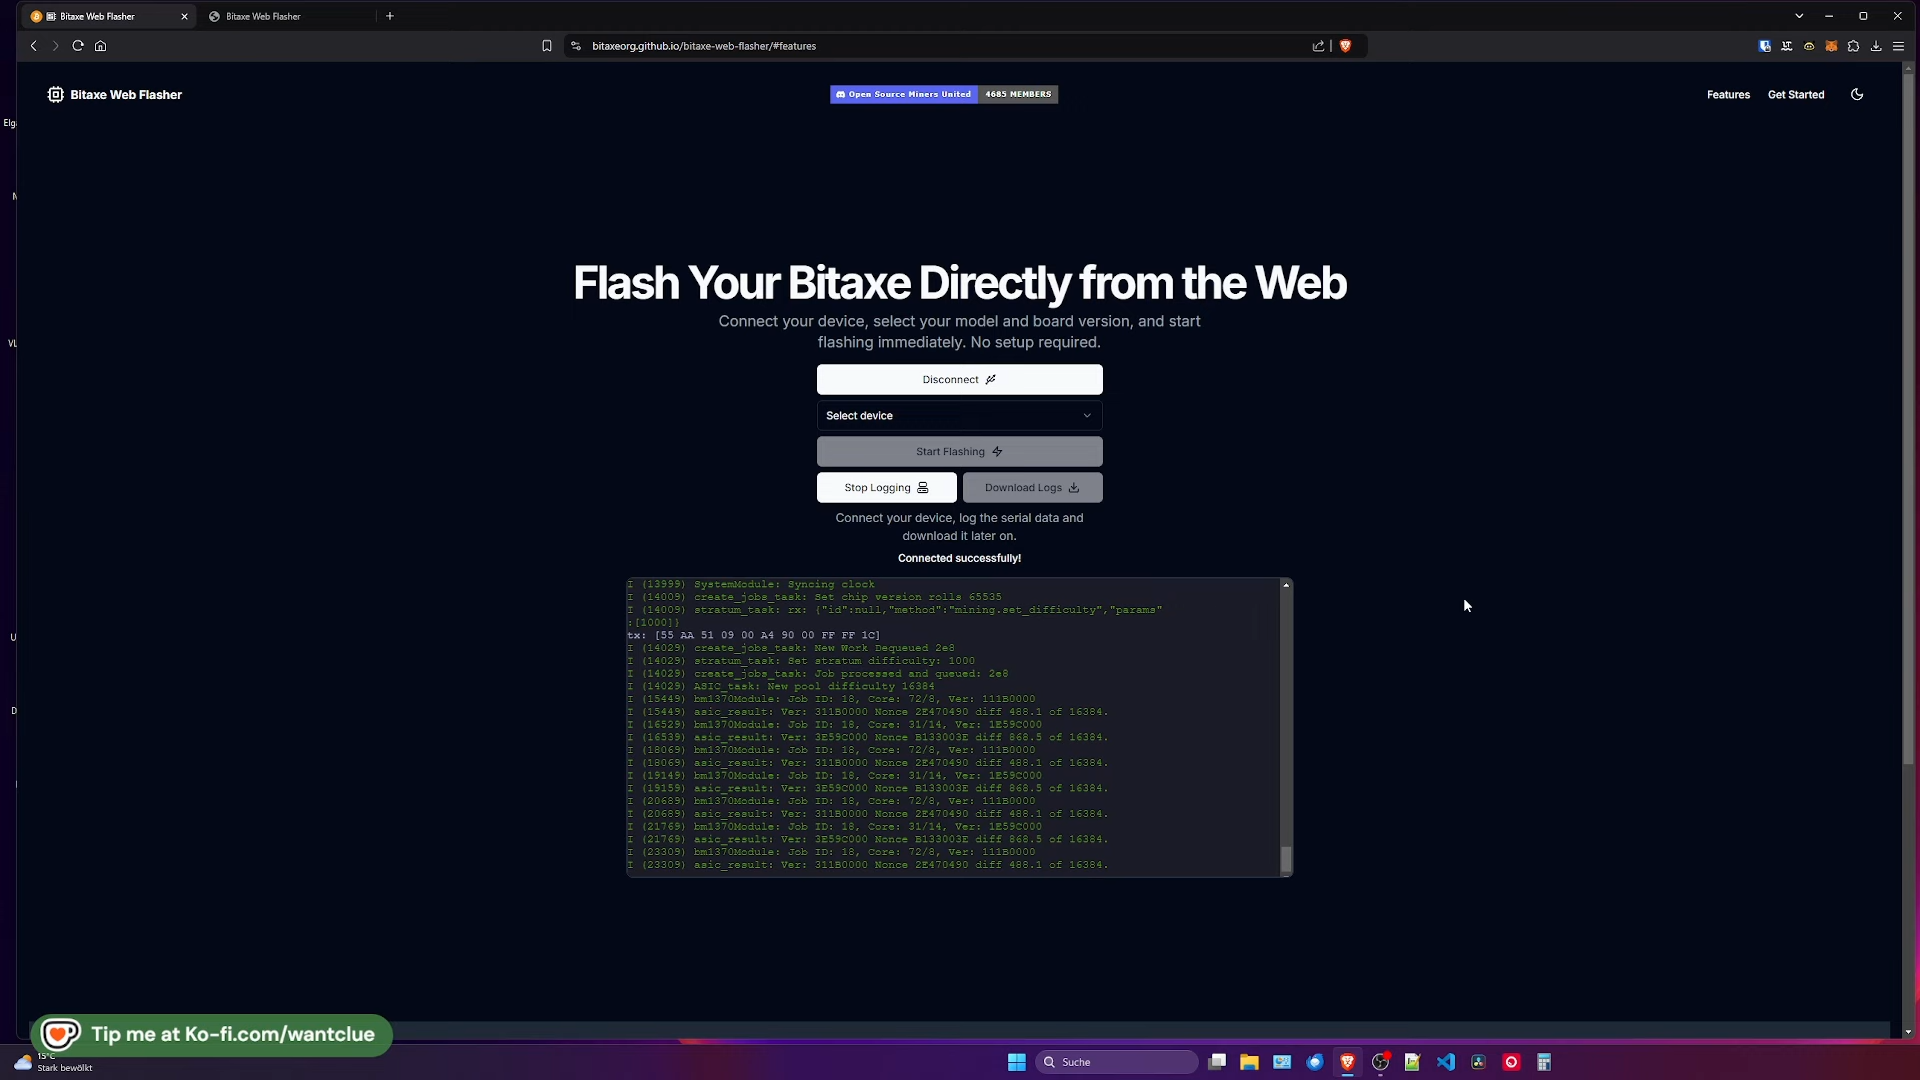 Bitaxe Web Flasher
Bitaxe Web Flasher
bitaxeorg.github.io/bitaxe-web-flasher/#features
Bitaxe Web Flasher
Open Source Miners United 4685 MEMBERS
Features
Get Started
Elga
N
VL
U
D
Flash Your Bitaxe Directly from the Web
Connect your device, select your model and board version, and start
flashing immediately. No setup required.
Disconnect
Select device
Start Flashing
Stop Logging
Download Logs
Connect your device, log the serial data and
download it later on.
Connected successfully!
I (13999) SystemModule: Syncing clock
I (14009) create_jobs_task: Set chip version rolls 65535
I (14009) stratum_task: rx: {"id":null,"method":"mining.set_difficulty","params"
:[1000]}
tx: [55 AA 51 09 00 A4 90 00 FF FF 1C]
I (14029) create_jobs_task: New Work Dequeued 2e8
I (14029) stratum_task: Set stratum difficulty: 1000
I (14029) create_jobs_task: Job processed and queued: 2e8
I (14029) ASIC_task: New pool difficulty 16384
I (15449) bm1370Module: Job ID: 18, Core: 72/8, Ver: 111B0000
I (15449) asic_result: Ver: 311B0000 Nonce 2E470490 diff 488.1 of 16384.
I (16529) bm1370Module: Job ID: 18, Core: 31/14, Ver: 1E59C000
I (16539) asic_result: Ver: 3E59C000 Nonce B133003E diff 868.5 of 16384.
I (18069) bm1370Module: Job ID: 18, Core: 72/8, Ver: 111B0000
I (18069) asic_result: Ver: 311B0000 Nonce 2E470490 diff 488.1 of 16384.
I (19149) bm1370Module: Job ID: 18, Core: 31/14, Ver: 1E59C000
I (19159) asic_result: Ver: 3E59C000 Nonce B133003E diff 868.5 of 16384.
I (20689) bm1370Module: Job ID: 18, Core: 72/8, Ver: 111B0000
I (20689) asic_result: Ver: 311B0000 Nonce 2E470490 diff 488.1 of 16384.
I (21769) bm1370Module: Job ID: 18, Core: 31/14, Ver: 1E59C000
I (21769) asic_result: Ver: 3E59C000 Nonce B133003E diff 868.5 of 16384.
I (23309) bm1370Module: Job ID: 18, Core: 72/8, Ver: 111B0000
I (23309) asic_result: Ver: 311B0000 Nonce 2E470490 diff 488.1 of 16384.
Tip me at Ko-fi.com/wantclue
15°C
Stark bewölkt
Suche